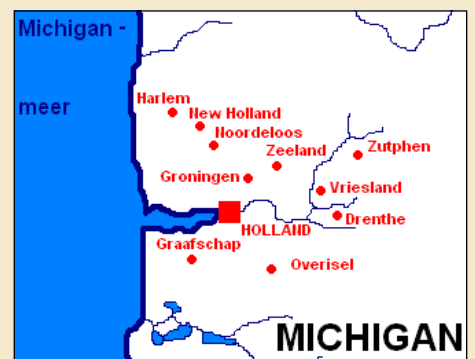 Michigan -
meer
Harlem
New Holland
Noordeloos
Zeeland
Zutphen
Groningen
Vriesland
Drenthe
HOLLAND
Graafschap
Overisel
MICHIGAN